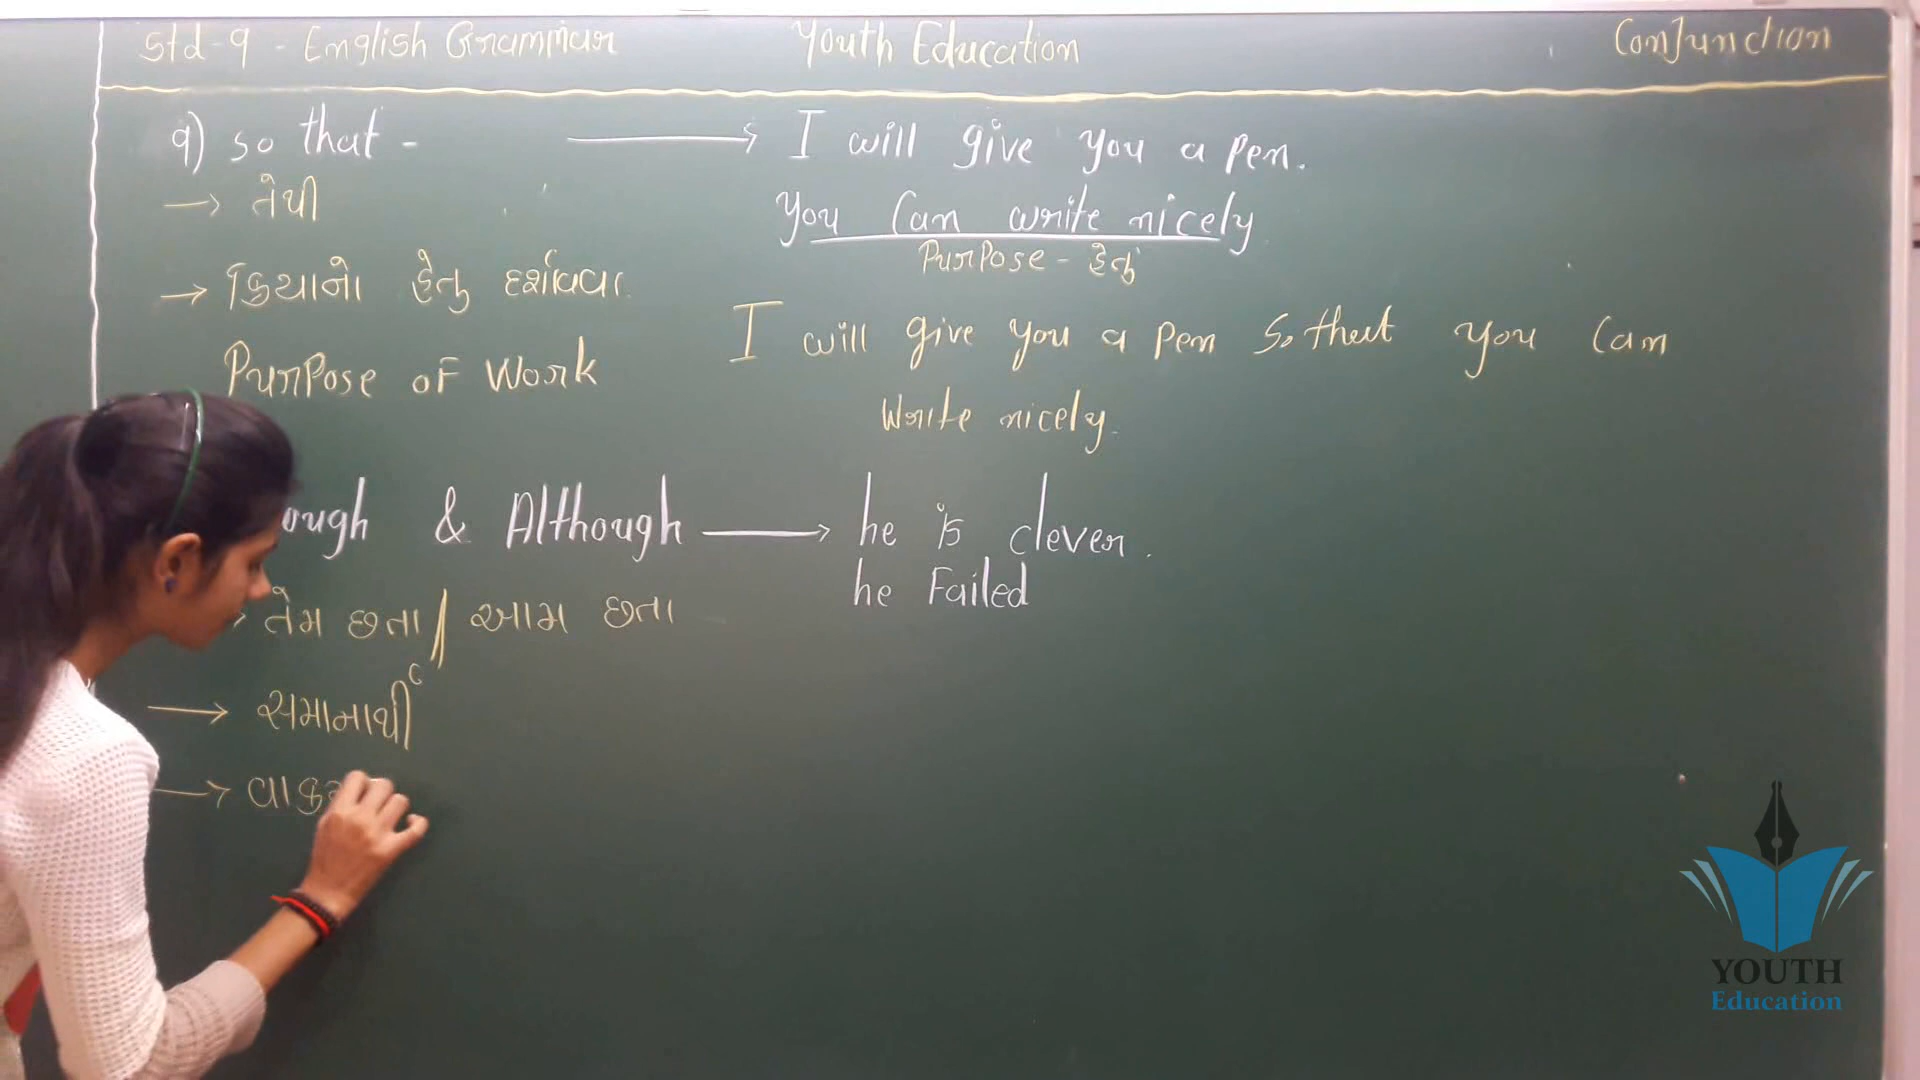 Std-9 - English Grammar Youth Education Conjunction
9) so that - → I will give you a pen.
→ તેથી
You Can write nicely
Purpose - હેતુ
→ ક્રિયાનો હેતુ દર્શાવવા.
I will give you a pen So that you Can
Purpose of Work
Write nicely.
ough & Although → he is clever.
he Failed
તેમ છતા / આમ છતા
→ સમાનાર્થી
→
YOUTH
Education